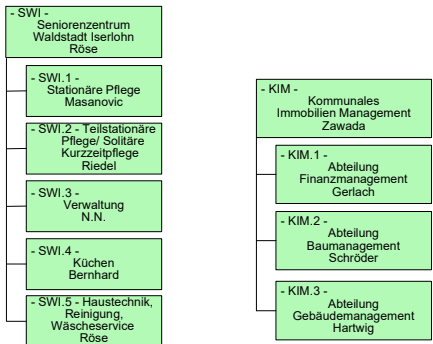 - SWI -
Seniorenzentrum
Waldstadt Iserlohn
Röse
- SWI.1 -
Stationäre Pflege
Masanovic
- SWI.2 - Teilstationäre
Pflege/ Solitäre
Kurzzeitpflege
Riedel
- SWI.3 -
Verwaltung
N.N.
- SWI.4 -
Küchen
Bernhard
- SWI.5 - Haustechnik,
Reinigung,
Wäscheservice
Röse
- KIM -
Kommunales
Immobilien Management
Zawada
- KIM.1 -
Abteilung
Finanzmanagement
Gerlach
- KIM.2 -
Abteilung
Baumanagement
Schröder
- KIM.3 -
Abteilung
Gebäudemanagement
Hartwig